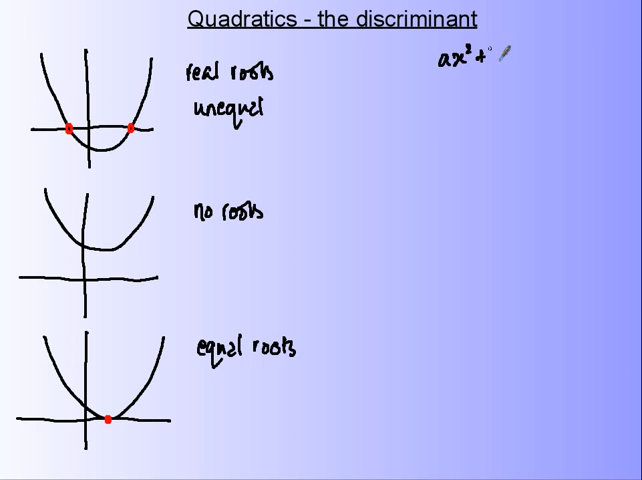 Quadratics - the discriminant
ax² +
real roots
unequal
no roots
equal roots